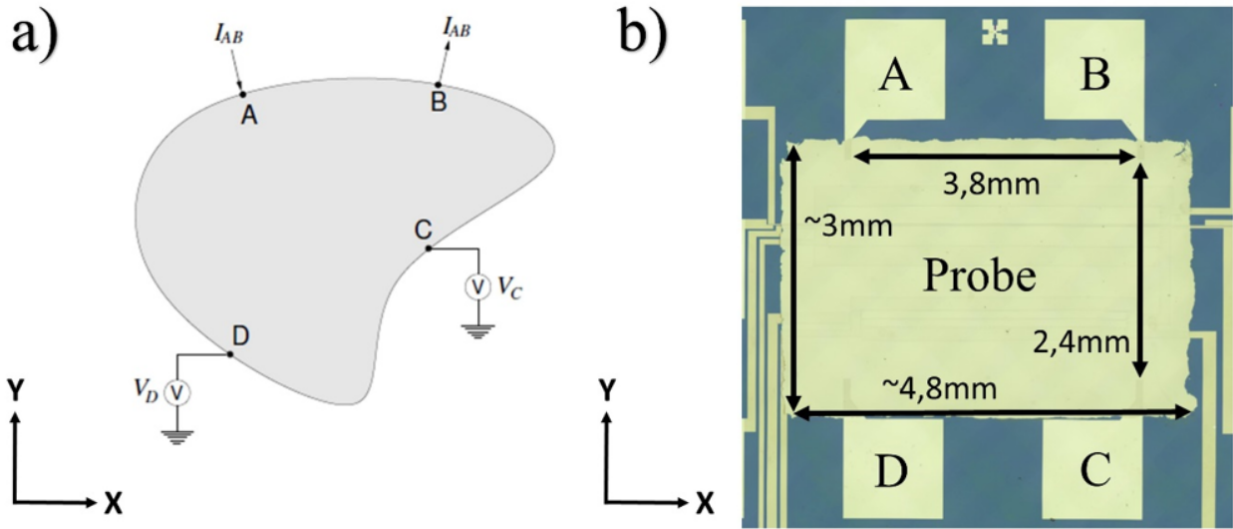 a)
I_AB
I_AB
A
B
C
V
V_C
D
V_D
V
Y
X
b)
A
B
3,8mm
~3mm
Probe
2,4mm
~4,8mm
D
C
Y
X